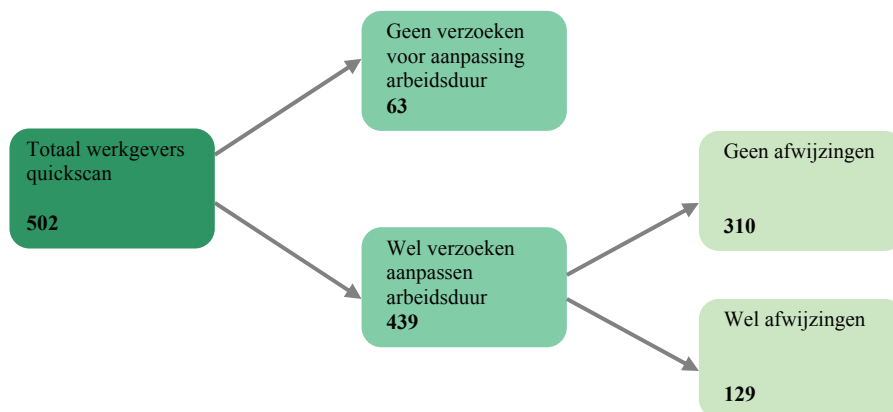 Totaal werkgevers
quickscan
502
Geen verzoeken
voor aanpassing
arbeidsduur
63
Wel verzoeken
aanpassen
arbeidsduur
439
Geen afwijzingen
310
Wel afwijzingen
129